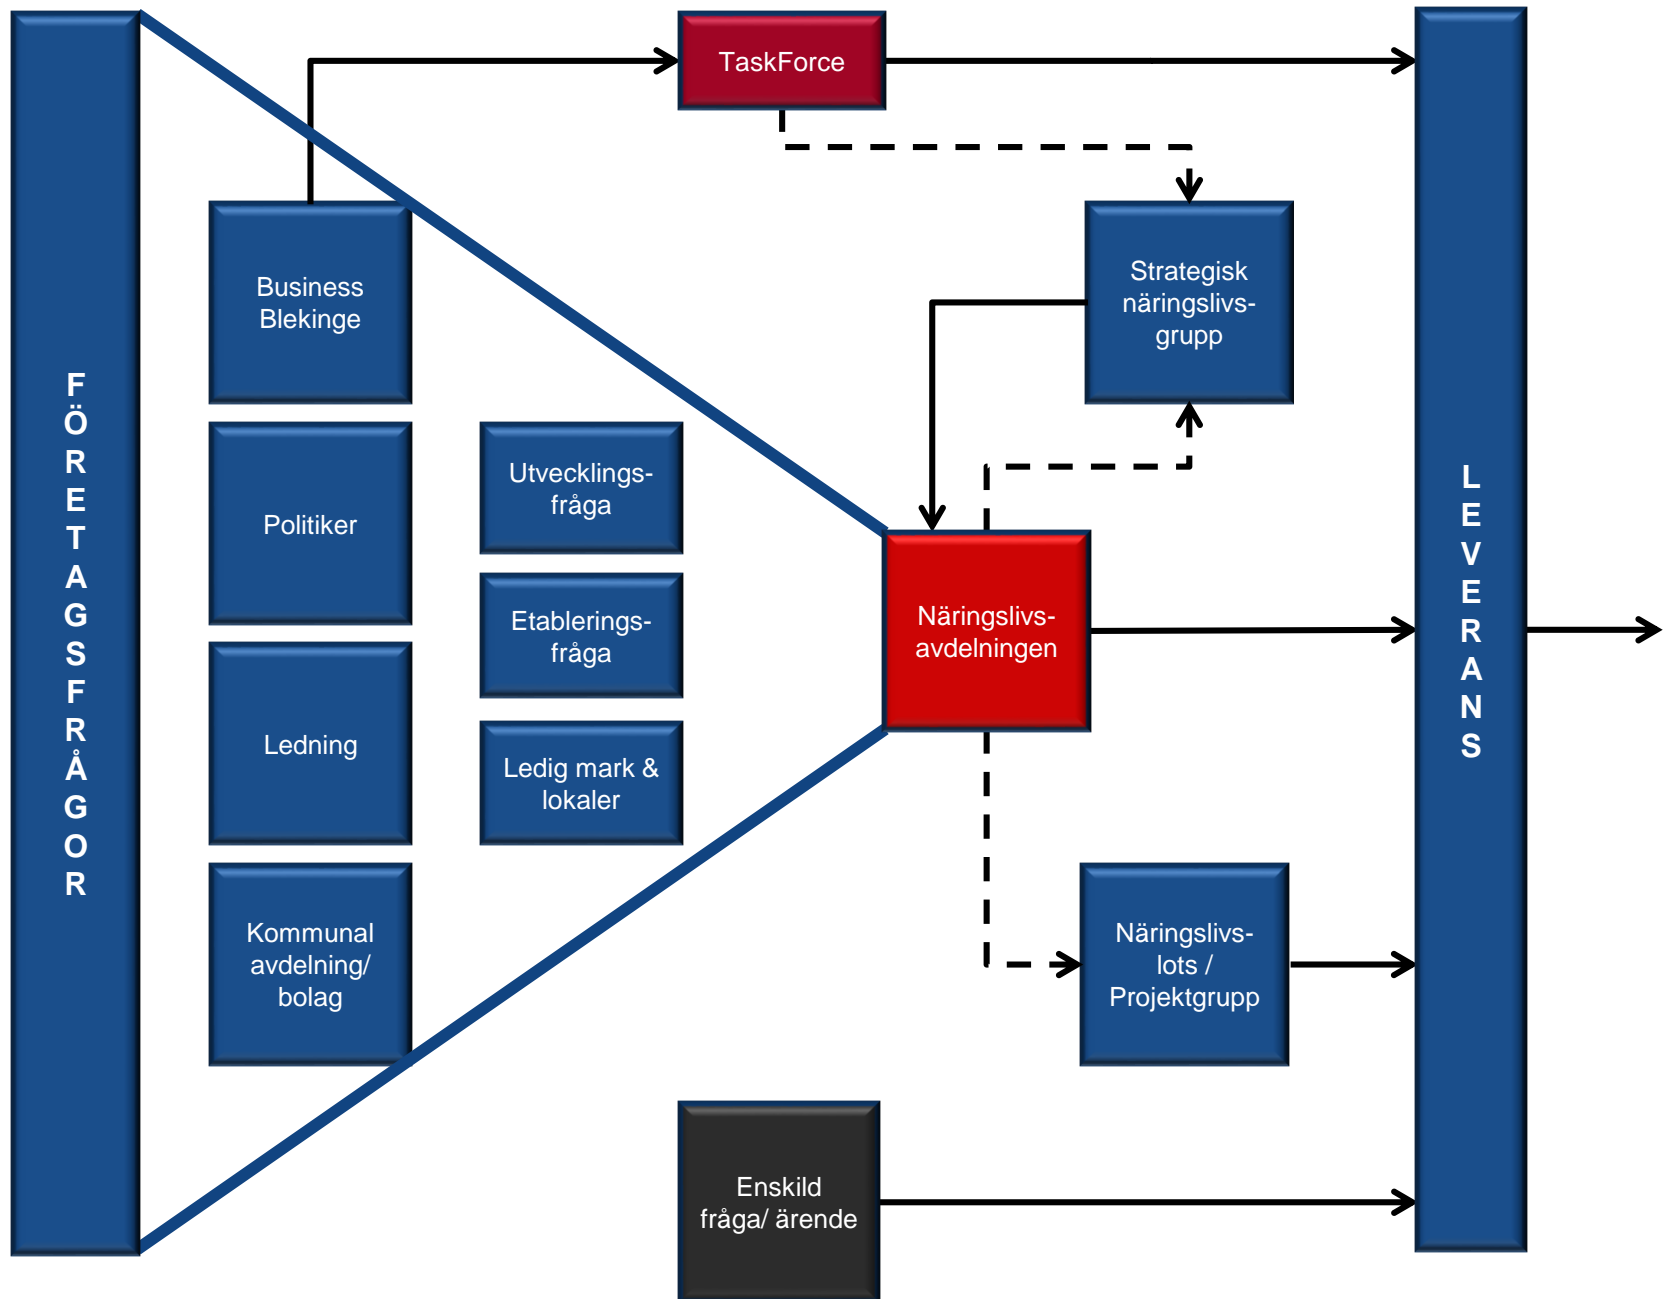 FÖRETAGSFRÅGOR
TaskForce
Business
Blekinge
Politiker
Ledning
Kommunal
avdelning/
bolag
Utvecklings-
fråga
Etablerings-
fråga
Ledig mark &
lokaler
Strategisk
näringslivs-
grupp
Näringslivs-
avdelningen
Näringslivs-
lots /
Projektgrupp
Enskild
fråga/ ärende
LEVERANS